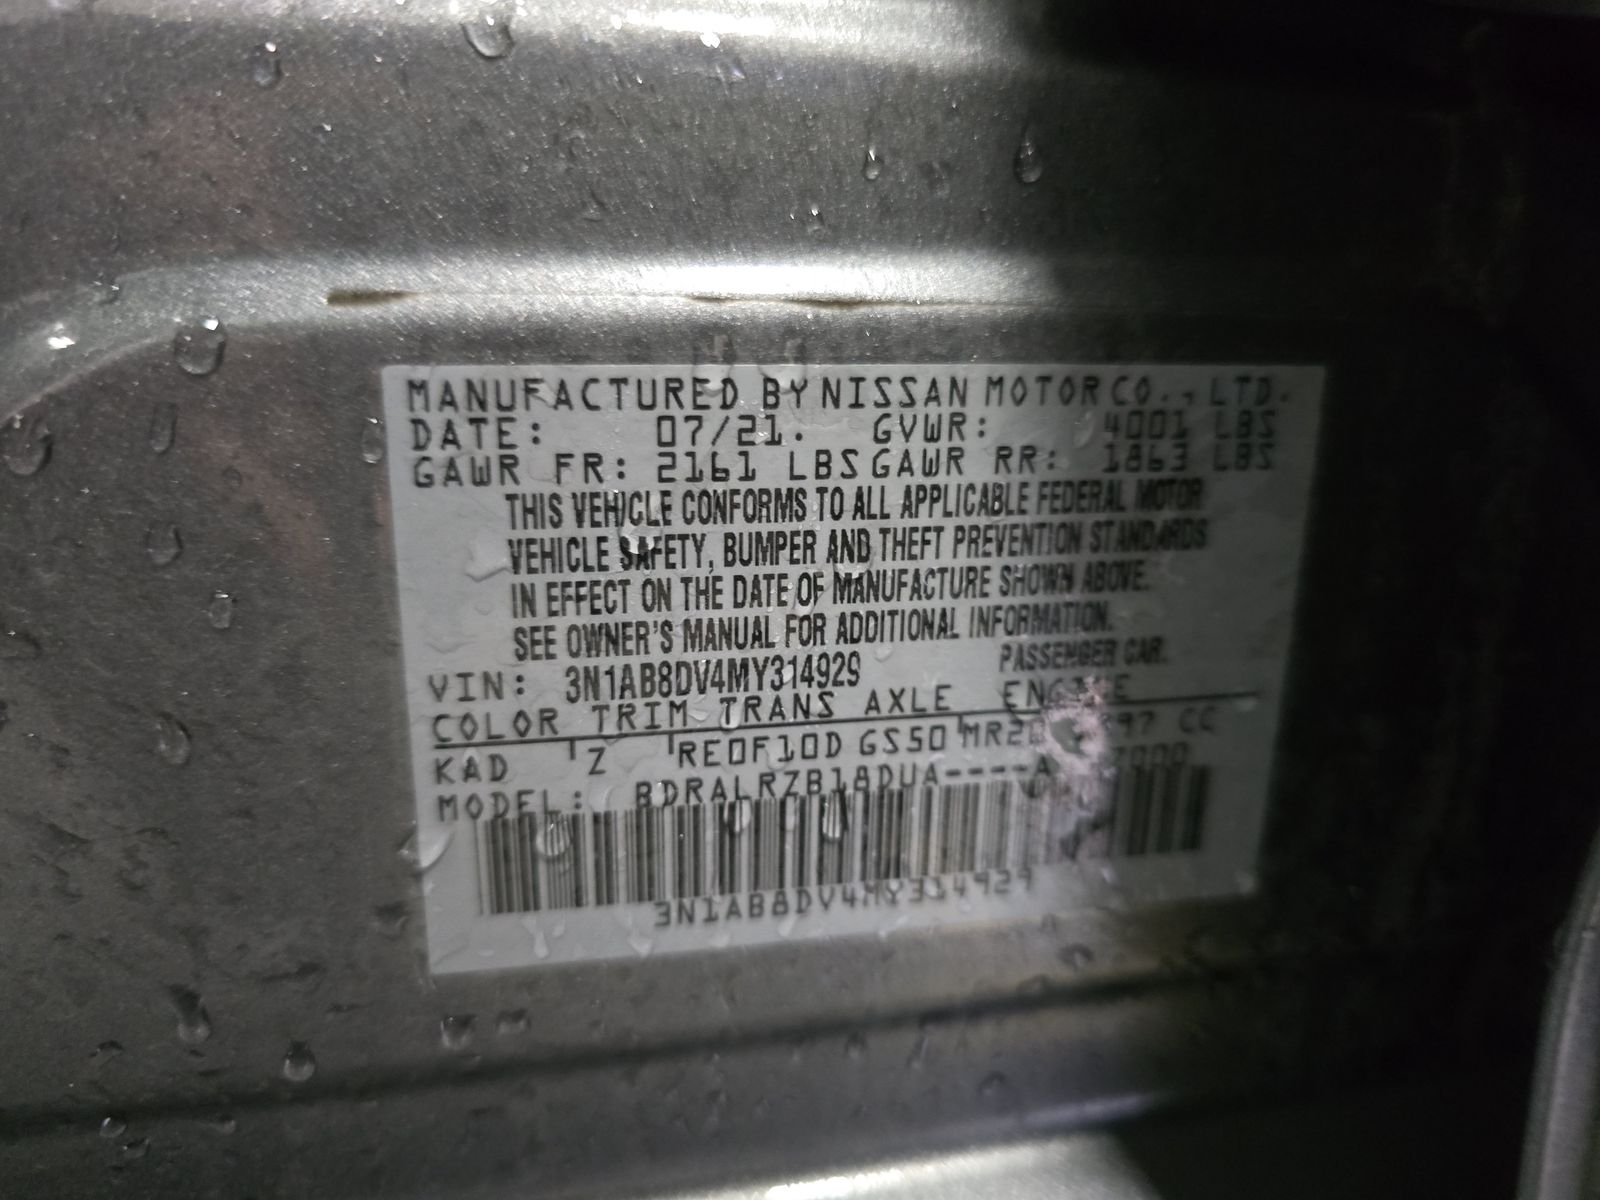 MANUFACTURED BY NISSAN MOTOR CO., LTD.
DATE: 07/21. GVWR: 4001 LBS
GAWR FR: 2161 LBS GAWR RR: 1863 LBS
THIS VEHICLE CONFORMS TO ALL APPLICABLE FEDERAL MOTOR
VEHICLE SAFETY, BUMPER AND THEFT PREVENTION STANDARDS
IN EFFECT ON THE DATE OF MANUFACTURE SHOWN ABOVE.
SEE OWNER'S MANUAL FOR ADDITIONAL INFORMATION.
VIN: 3N1AB8DV4MY314929 PASSENGER CAR.
COLOR TRIM TRANS AXLE ENGINE
KAD Z RE0F10D GS50 CC
MODEL: BDRALRZB18DUA----A
3N1AB8DV4MY314929